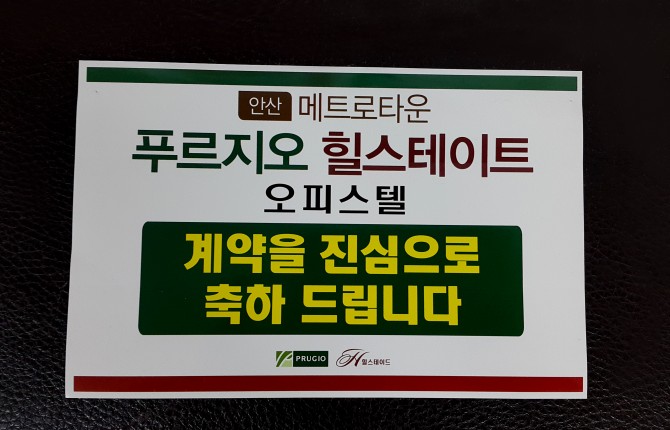 안산 메트로타운
푸르지오 힐스테이트
오피스텔
계약을 진심으로
축하 드립니다
PRUGIO H 힐스테이드